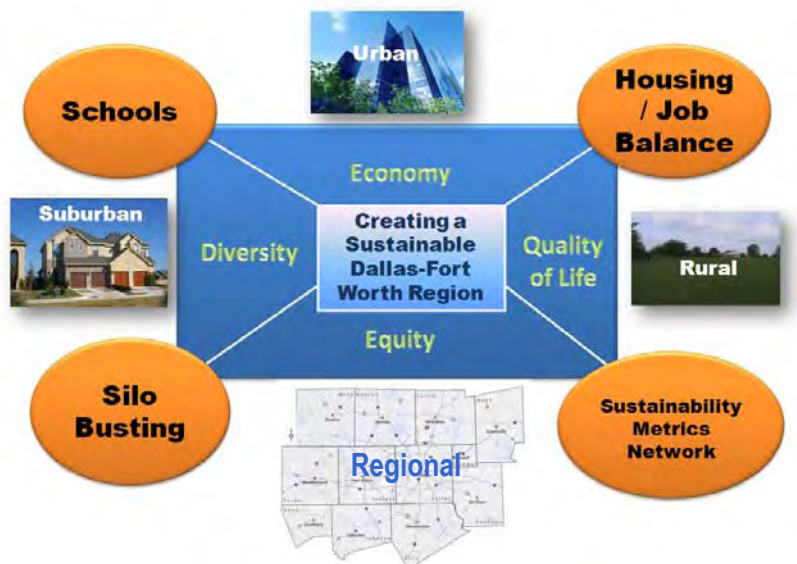 Urban
Schools
Housing
/ Job
Balance
Economy
Suburban
Diversity
Creating a
Sustainable
Dallas-Fort
Worth Region
Quality
of Life
Rural
Equity
Silo
Busting
Sustainability
Metrics
Network
Regional